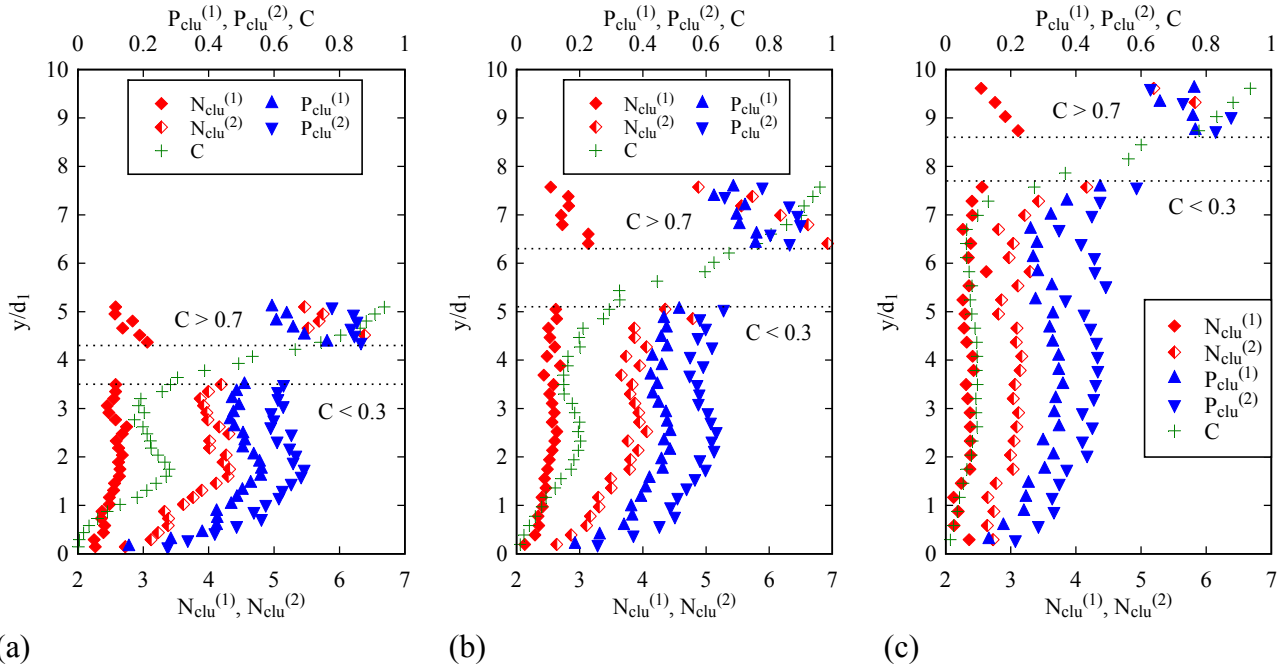 P_clu^(1), P_clu^(2), C
0 0.2 0.4 0.6 0.8 1
10
9
8
7
6
5
4
3
2
1
0
y/d_1
N_clu^(1) P_clu^(1)
N_clu^(2) P_clu^(2)
C
C > 0.7
C < 0.3
2 3 4 5 6 7
N_clu^(1), N_clu^(2)
(a)
P_clu^(1), P_clu^(2), C
0 0.2 0.4 0.6 0.8 1
10
9
8
7
6
5
4
3
2
1
0
y/d_1
N_clu^(1) P_clu^(1)
N_clu^(2) P_clu^(2)
C
C > 0.7
C < 0.3
2 3 4 5 6 7
N_clu^(1), N_clu^(2)
(b)
P_clu^(1), P_clu^(2), C
0 0.2 0.4 0.6 0.8 1
10
9
8
7
6
5
4
3
2
1
0
y/d_1
C > 0.7
C < 0.3
N_clu^(1)
N_clu^(2)
P_clu^(1)
P_clu^(2)
C
2 3 4 5 6 7
N_clu^(1), N_clu^(2)
(c)